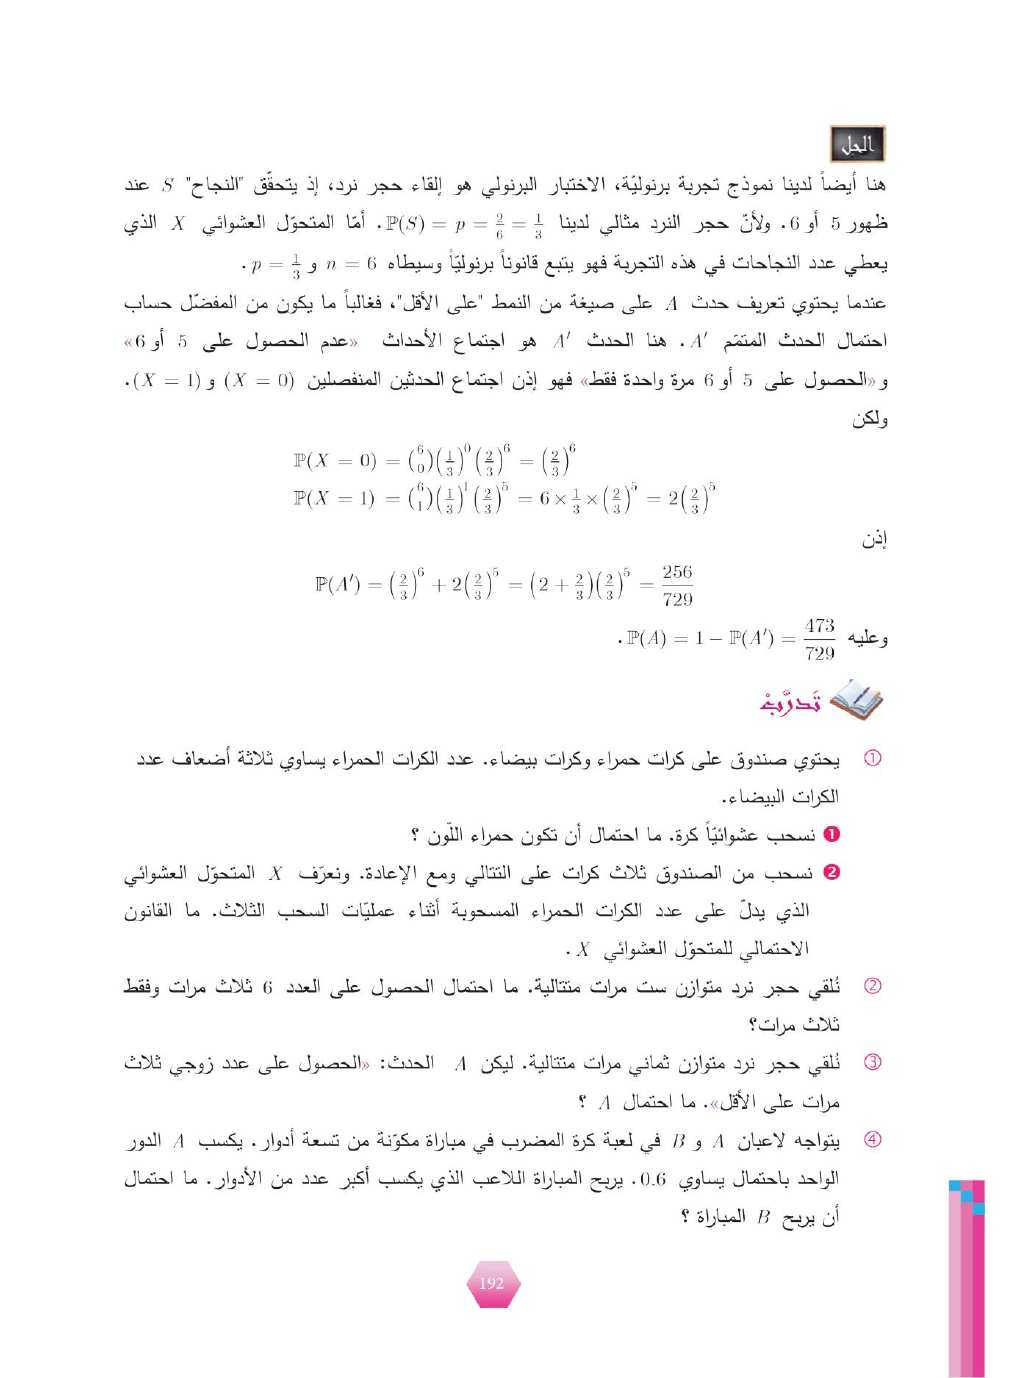 الحل
هنا أيضاً لدينا نموذج تجربة برنوليّة، الاختبار البرنولي هو إلقاء حجر نرد، إذ يتحقّق "النجاح" S عند
ظهور 5 أو 6. ولأنّ حجر النرد مثالي لدينا ℙ(S) = p = 2/6 = 1/3. أمّا المتحوّل العشوائي X الذي
يعطي عدد النجاحات في هذه التجربة فهو يتبع قانوناً برنوليّاً وسيطاه n = 6 و p = 1/3.
عندما يحتوي تعريف حدث A على صيغة من النمط "على الأقل"، فغالباً ما يكون من المفضّل حساب
احتمال الحدث المتمّم A′. هنا الحدث A′ هو اجتماع الأحداث «عدم الحصول على 5 أو 6»
و «الحصول على 5 أو 6 مرة واحدة فقط» فهو إذن اجتماع الحدثين المنفصلين (X = 0) و (X = 1).
ولكن
ℙ(X = 0) = (6 0)(1/3)^0 (2/3)^6 = (2/3)^6
ℙ(X = 1) = (6 1)(1/3)^1 (2/3)^5 = 6 × 1/3 × (2/3)^5 = 2(2/3)^5
إذن
ℙ(A′) = (2/3)^6 + 2(2/3)^5 = (2 + 2/3)(2/3)^5 = 256/729
وعليه ℙ(A) = 1 − ℙ(A′) = 473/729.
تَدرَّبْ
① يحتوي صندوق على كرات حمراء وكرات بيضاء. عدد الكرات الحمراء يساوي ثلاثة أضعاف عدد
الكرات البيضاء.
❶ نسحب عشوائيّاً كرة. ما احتمال أن تكون حمراء اللّون ؟
❷ نسحب من الصندوق ثلاث كرات على التتالي ومع الإعادة. ونعرّف X المتحوّل العشوائي
الذي يدلّ على عدد الكرات الحمراء المسحوبة أثناء عمليّات السحب الثلاث. ما القانون
الاحتمالي للمتحوّل العشوائي X.
② نُلقي حجر نرد متوازن ست مرات متتالية. ما احتمال الحصول على العدد 6 ثلاث مرات وفقط
ثلاث مرات؟
③ نُلقي حجر نرد متوازن ثماني مرات متتالية. ليكن A الحدث: «الحصول على عدد زوجي ثلاث
مرات على الأقل». ما احتمال A ؟
④ يتواجه لاعبان A و B في لعبة كرة المضرب في مباراة مكوّنة من تسعة أدوار. يكسب A الدور
الواحد باحتمال يساوي 0.6. يربح المباراة اللاعب الذي يكسب أكبر عدد من الأدوار. ما احتمال
أن يربح B المباراة ؟
192